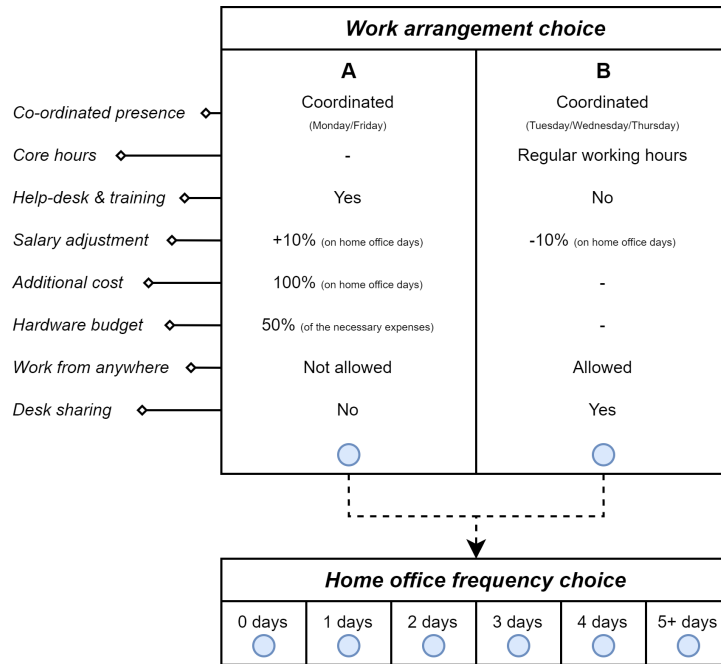 Work arrangement choice
A B
Co-ordinated presence Coordinated Coordinated
(Monday/Friday) (Tuesday/Wednesday/Thursday)
Core hours - Regular working hours
Help-desk & training Yes No
Salary adjustment +10% (on home office days) -10% (on home office days)
Additional cost 100% (on home office days) -
Hardware budget 50% (of the necessary expenses) -
Work from anywhere Not allowed Allowed
Desk sharing No Yes
Home office frequency choice
0 days 1 days 2 days 3 days 4 days 5+ days